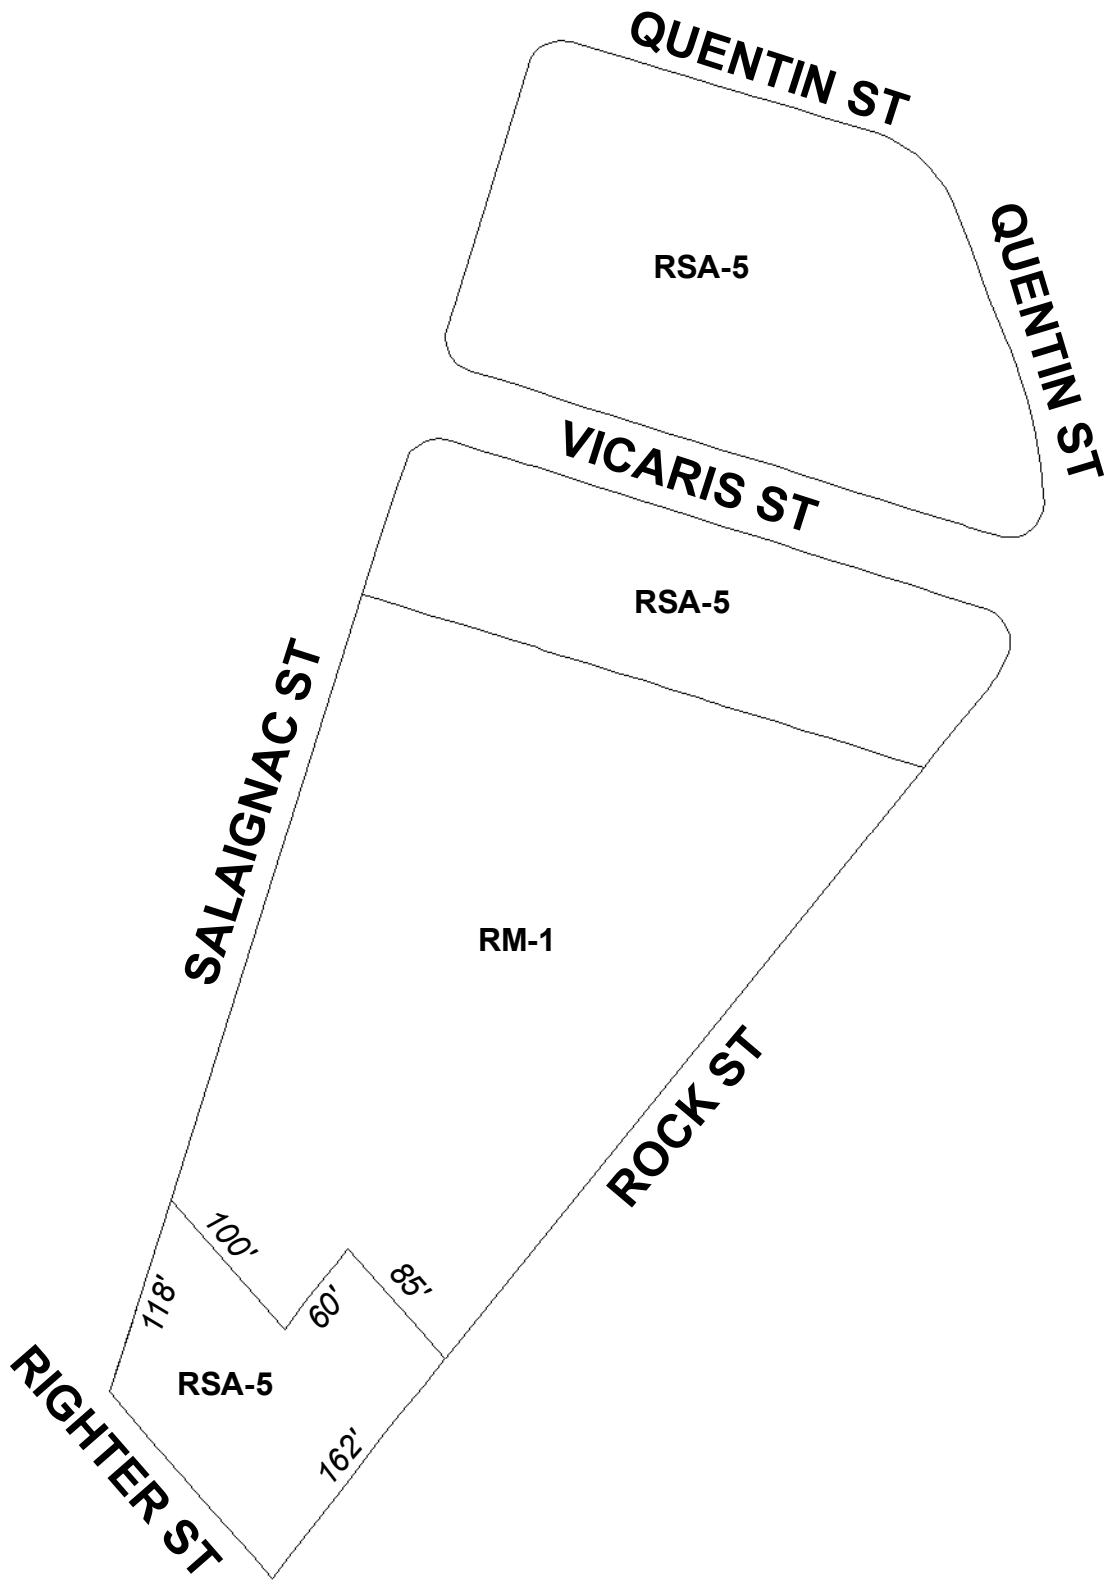 QUENTIN ST
QUENTIN ST
RSA-5
VICARIS ST
RSA-5
SALAIGNAC ST
RM-1
ROCK ST
100'
85'
60'
118'
RSA-5
162'
RIGHTER ST